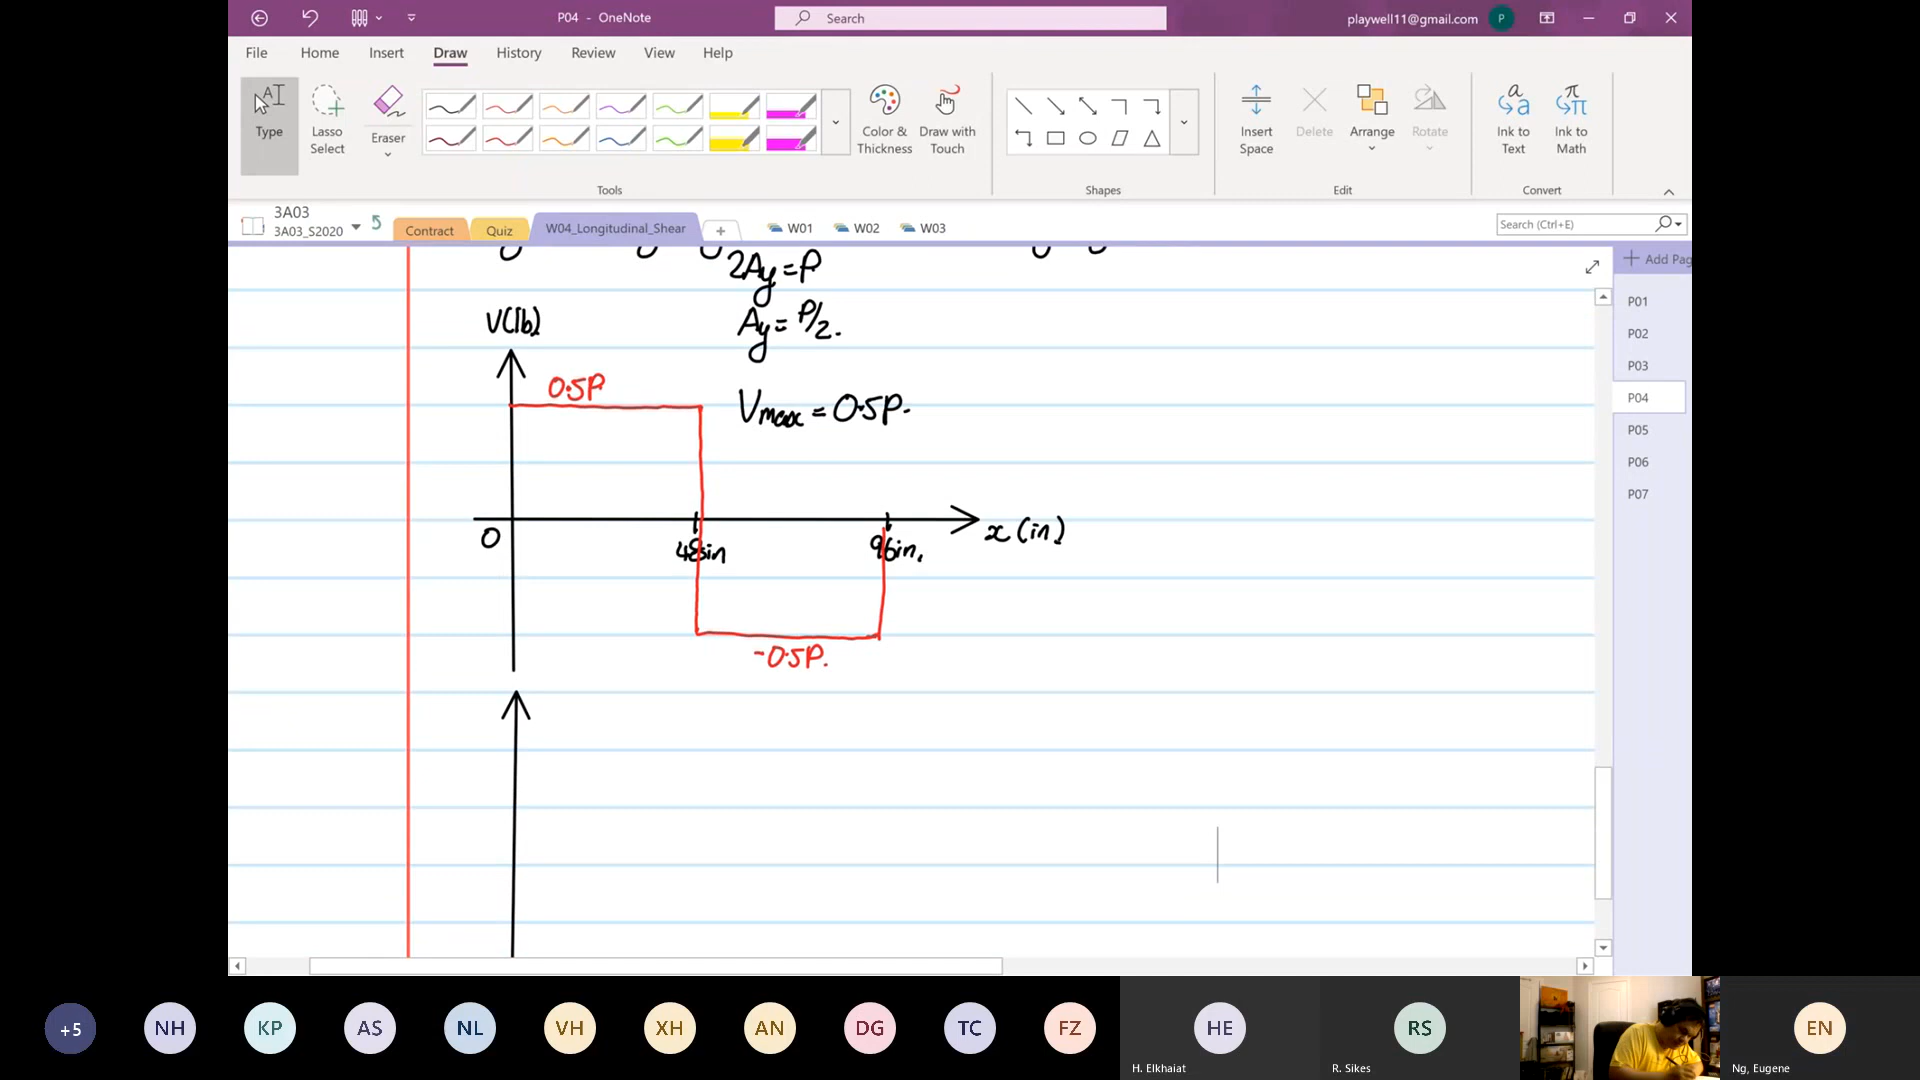 P04 - OneNote
Search
playwell11@gmail.com
P
File Home Insert Draw History Review View Help
Type
Lasso Select
Eraser
Color & Thickness
Draw with Touch
Insert Space
Delete
Arrange
Rotate
Ink to Text
Ink to Math
Tools
Shapes
Edit
Convert
3A03
3A03_S2020
Contract
Quiz
W04_Longitudinal_Shear
W01
W02
W03
Search (Ctrl+E)
Add Pag
P01
P02
P03
P04
P05
P06
P07
2Ay = P
Ay = P/2.
V(lb)
0.5P
Vmax = 0.5P.
0
48in
96in.
x (in)
-0.5P.
+5
NH
KP
AS
NL
VH
XH
AN
DG
TC
FZ
HE
H. Elkhaiat
RS
R. Sikes
EN
Ng, Eugene